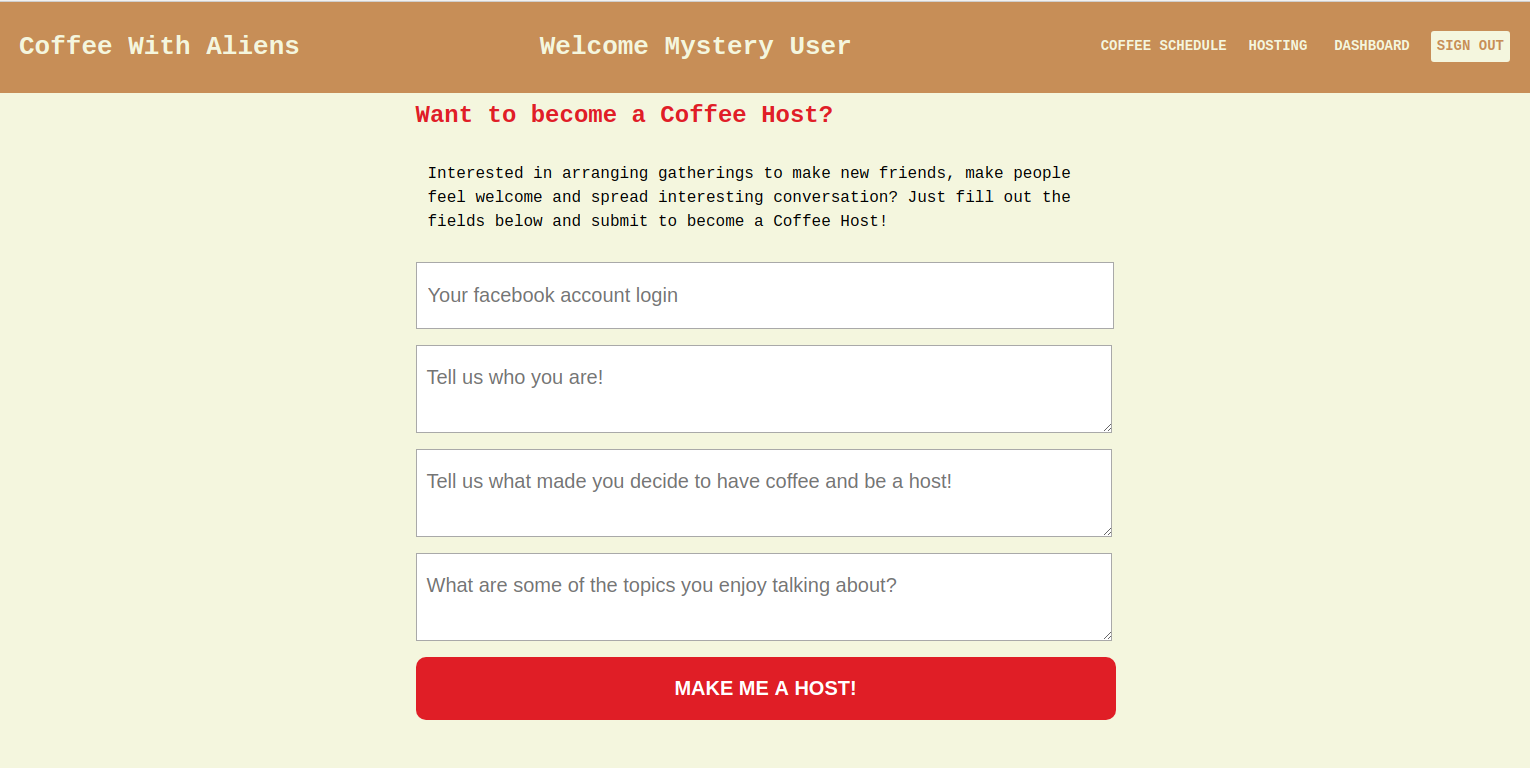 Coffee With Aliens
Welcome Mystery User
COFFEE SCHEDULE
HOSTING
DASHBOARD
SIGN OUT
Want to become a Coffee Host?
Interested in arranging gatherings to make new friends, make people
feel welcome and spread interesting conversation? Just fill out the
fields below and submit to become a Coffee Host!
Your facebook account login
Tell us who you are!
Tell us what made you decide to have coffee and be a host!
What are some of the topics you enjoy talking about?
MAKE ME A HOST!